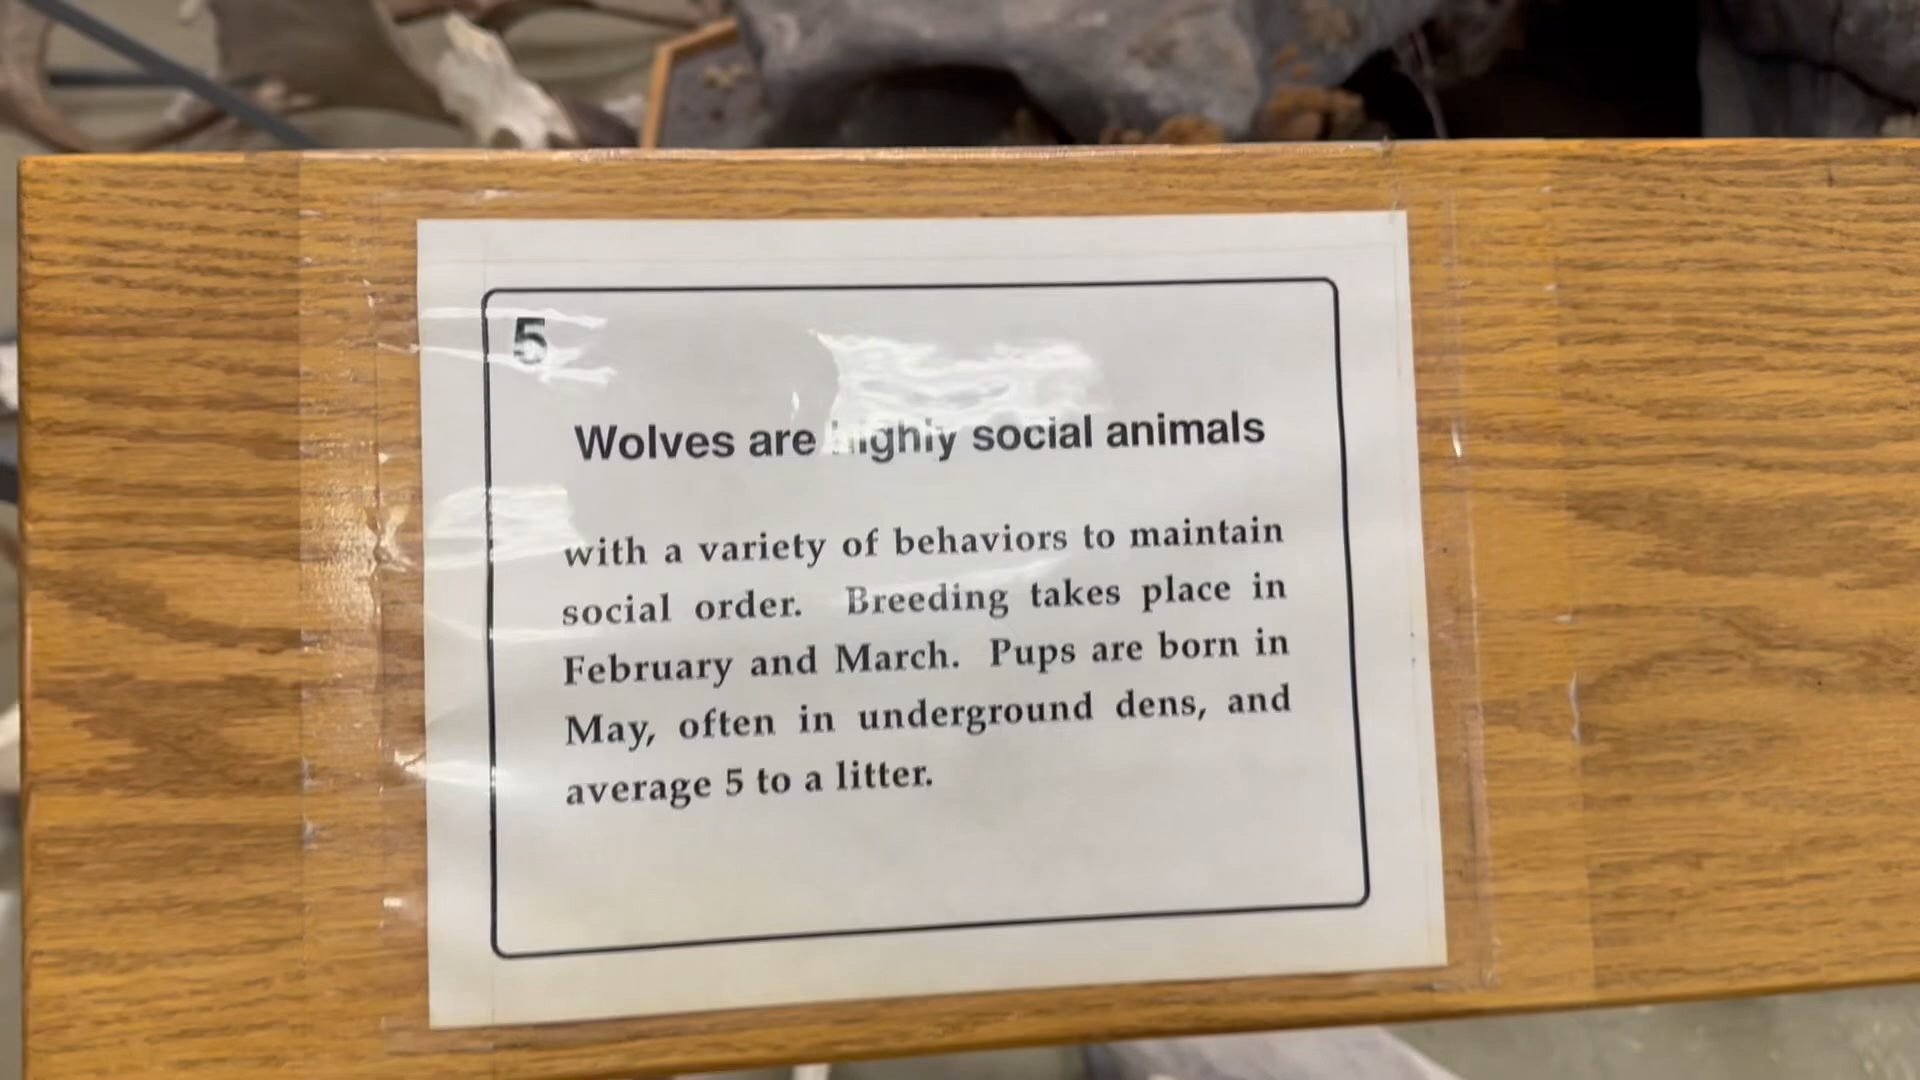 5
Wolves are highly social animals
with a variety of behaviors to maintain
social order. Breeding takes place in
February and March. Pups are born in
May, often in underground dens, and
average 5 to a litter.